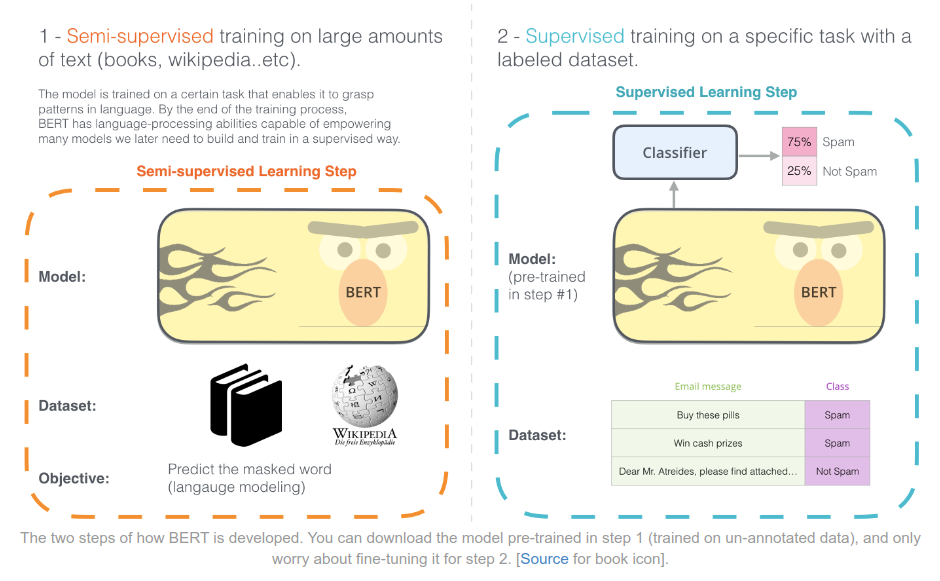 1 - Semi-supervised training on large amounts
of text (books, wikipedia..etc).
The model is trained on a certain task that enables it to grasp
patterns in language. By the end of the training process,
BERT has language-processing abilities capable of empowering
many models we later need to build and train in a supervised way.
Semi-supervised Learning Step
Model:
BERT
Dataset:
WIKIPEDIA
Die freie Enzyklopädie
Objective:
Predict the masked word
(langauge modeling)
2 - Supervised training on a specific task with a
labeled dataset.
Supervised Learning Step
Classifier
75% Spam
25% Not Spam
Model:
(pre-trained
in step #1)
BERT
Dataset:
Email message Class
Buy these pills Spam
Win cash prizes Spam
Dear Mr. Atreides, please find attached... Not Spam
The two steps of how BERT is developed. You can download the model pre-trained in step 1 (trained on un-annotated data), and only
worry about fine-tuning it for step 2. [Source for book icon].